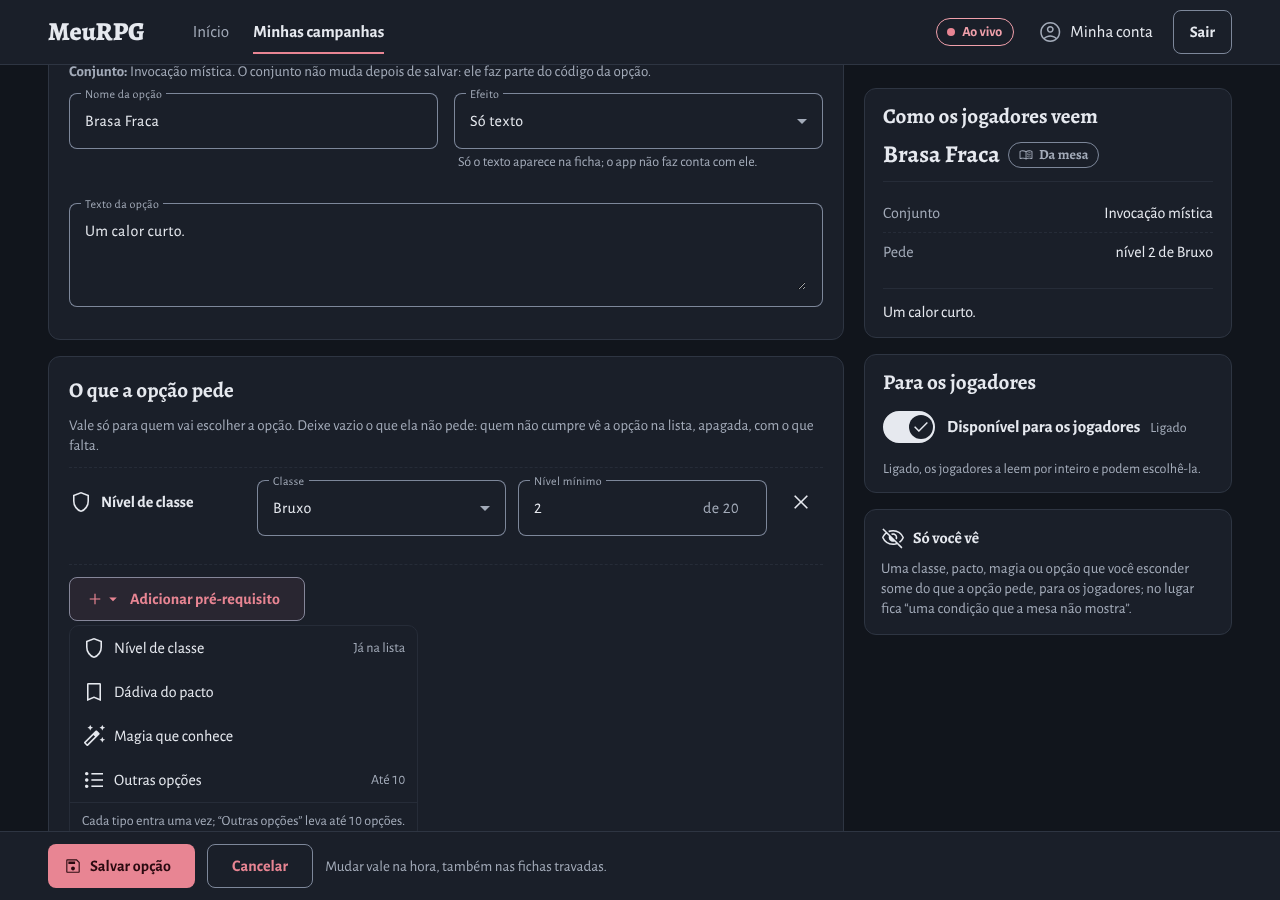 MeuRPG
Início
Minhas campanhas
Ao vivo
Minha conta
Sair
Conjunto: Invocação mística. O conjunto não muda depois de salvar: ele faz parte do código da opção.
Nome da opção
Brasa Fraca
Efeito
Só texto
Só o texto aparece na ficha; o app não faz conta com ele.
Texto da opção
Um calor curto.
O que a opção pede
Vale só para quem vai escolher a opção. Deixe vazio o que ela não pede: quem não cumpre vê a opção na lista, apagada, com o que
falta.
Nível de classe
Classe
Bruxo
Nível mínimo
2
de 20
Adicionar pré-requisito
Nível de classe
Já na lista
Dádiva do pacto
Magia que conhece
Outras opções
Até 10
Cada tipo entra uma vez; “Outras opções” leva até 10 opções.
Como os jogadores veem
Brasa Fraca
Da mesa
Conjunto
Invocação mística
Pede
nível 2 de Bruxo
Um calor curto.
Para os jogadores
Disponível para os jogadores
Ligado
Ligado, os jogadores a leem por inteiro e podem escolhê-la.
Só você vê
Uma classe, pacto, magia ou opção que você esconder
some do que a opção pede, para os jogadores; no lugar
fica “uma condição que a mesa não mostra”.
Salvar opção
Cancelar
Mudar vale na hora, também nas fichas travadas.